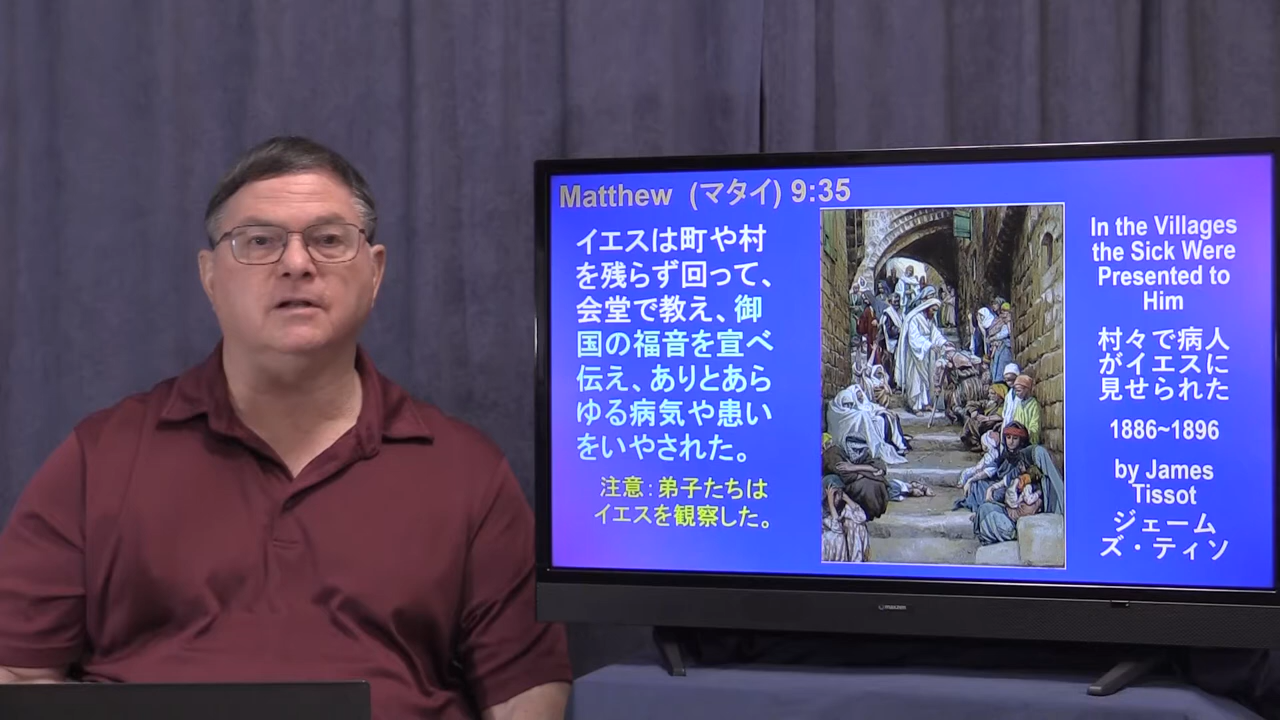 Matthew (マタイ) 9:35
イエスは町や村
を残らず回って、
会堂で教え、御
国の福音を宣べ
伝え、ありとあら
ゆる病気や患い
をいやされた。
注意：弟子たちは
イエスを観察した。
In the Villages
the Sick Were
Presented to
Him
村々で病人
がイエスに
見せられた
1886~1896
by James
Tissot
ジェーム
ズ・ティソ
maxzen